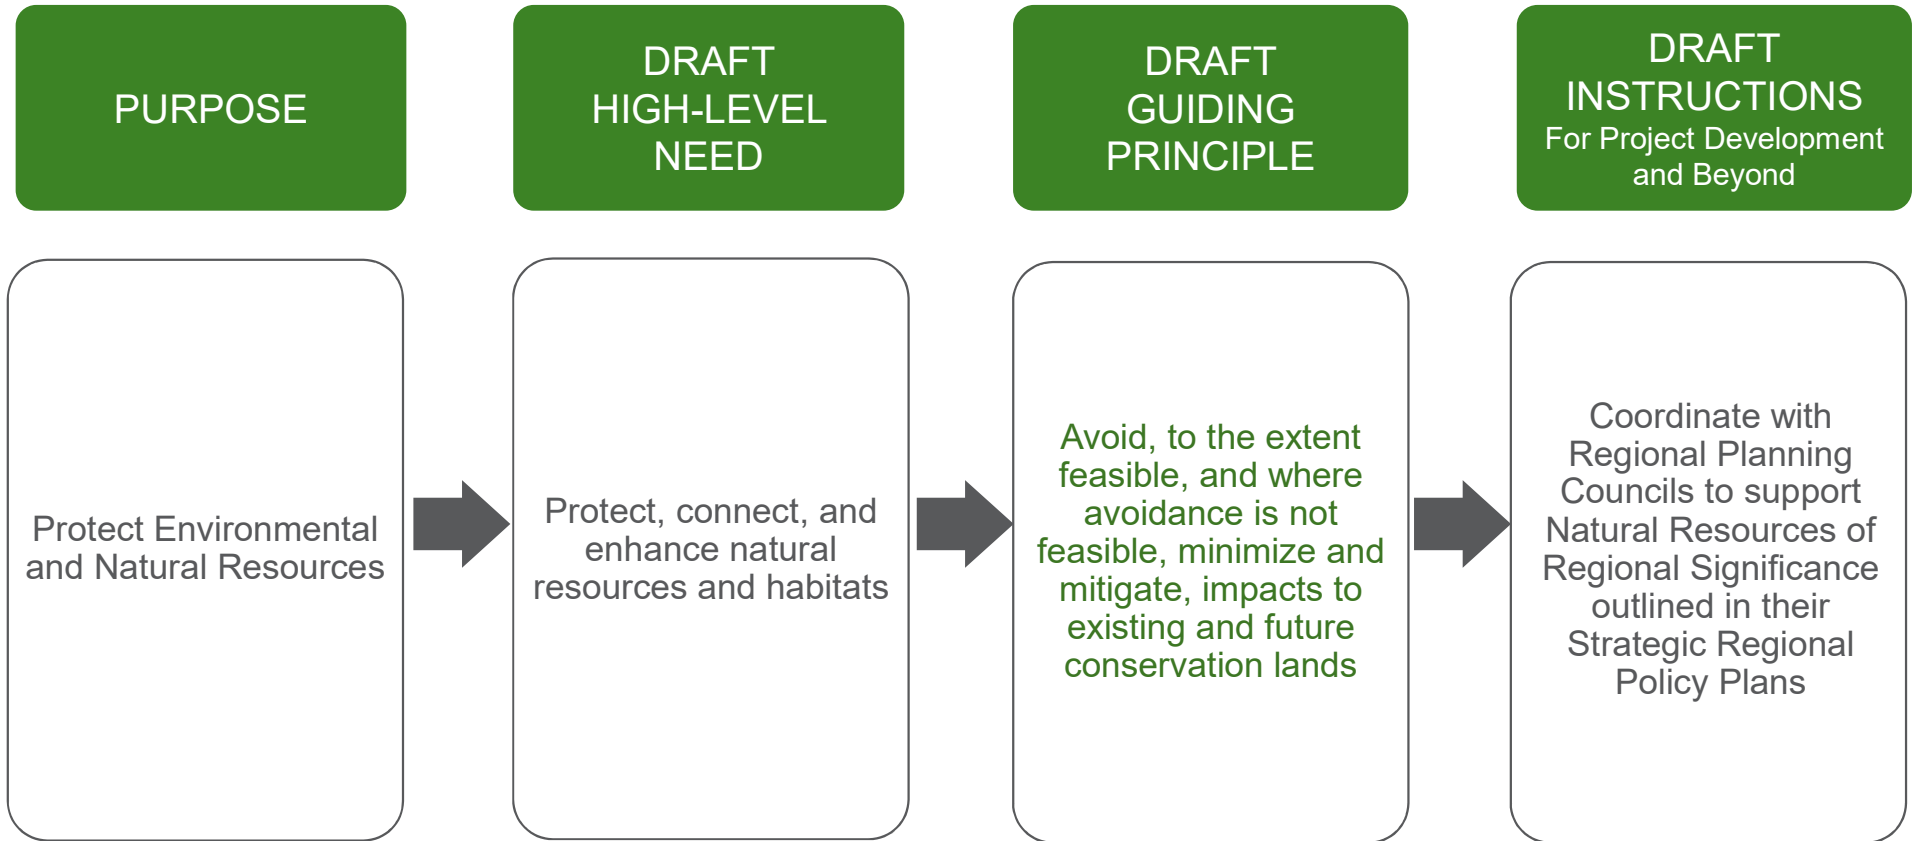 PURPOSE
DRAFT
HIGH-LEVEL
NEED
DRAFT
GUIDING
PRINCIPLE
DRAFT
INSTRUCTIONS
For Project Development
and Beyond
Protect Environmental
and Natural Resources
Protect, connect, and
enhance natural
resources and habitats
Avoid, to the extent
feasible, and where
avoidance is not
feasible, minimize and
mitigate, impacts to
existing and future
conservation lands
Coordinate with
Regional Planning
Councils to support
Natural Resources of
Regional Significance
outlined in their
Strategic Regional
Policy Plans